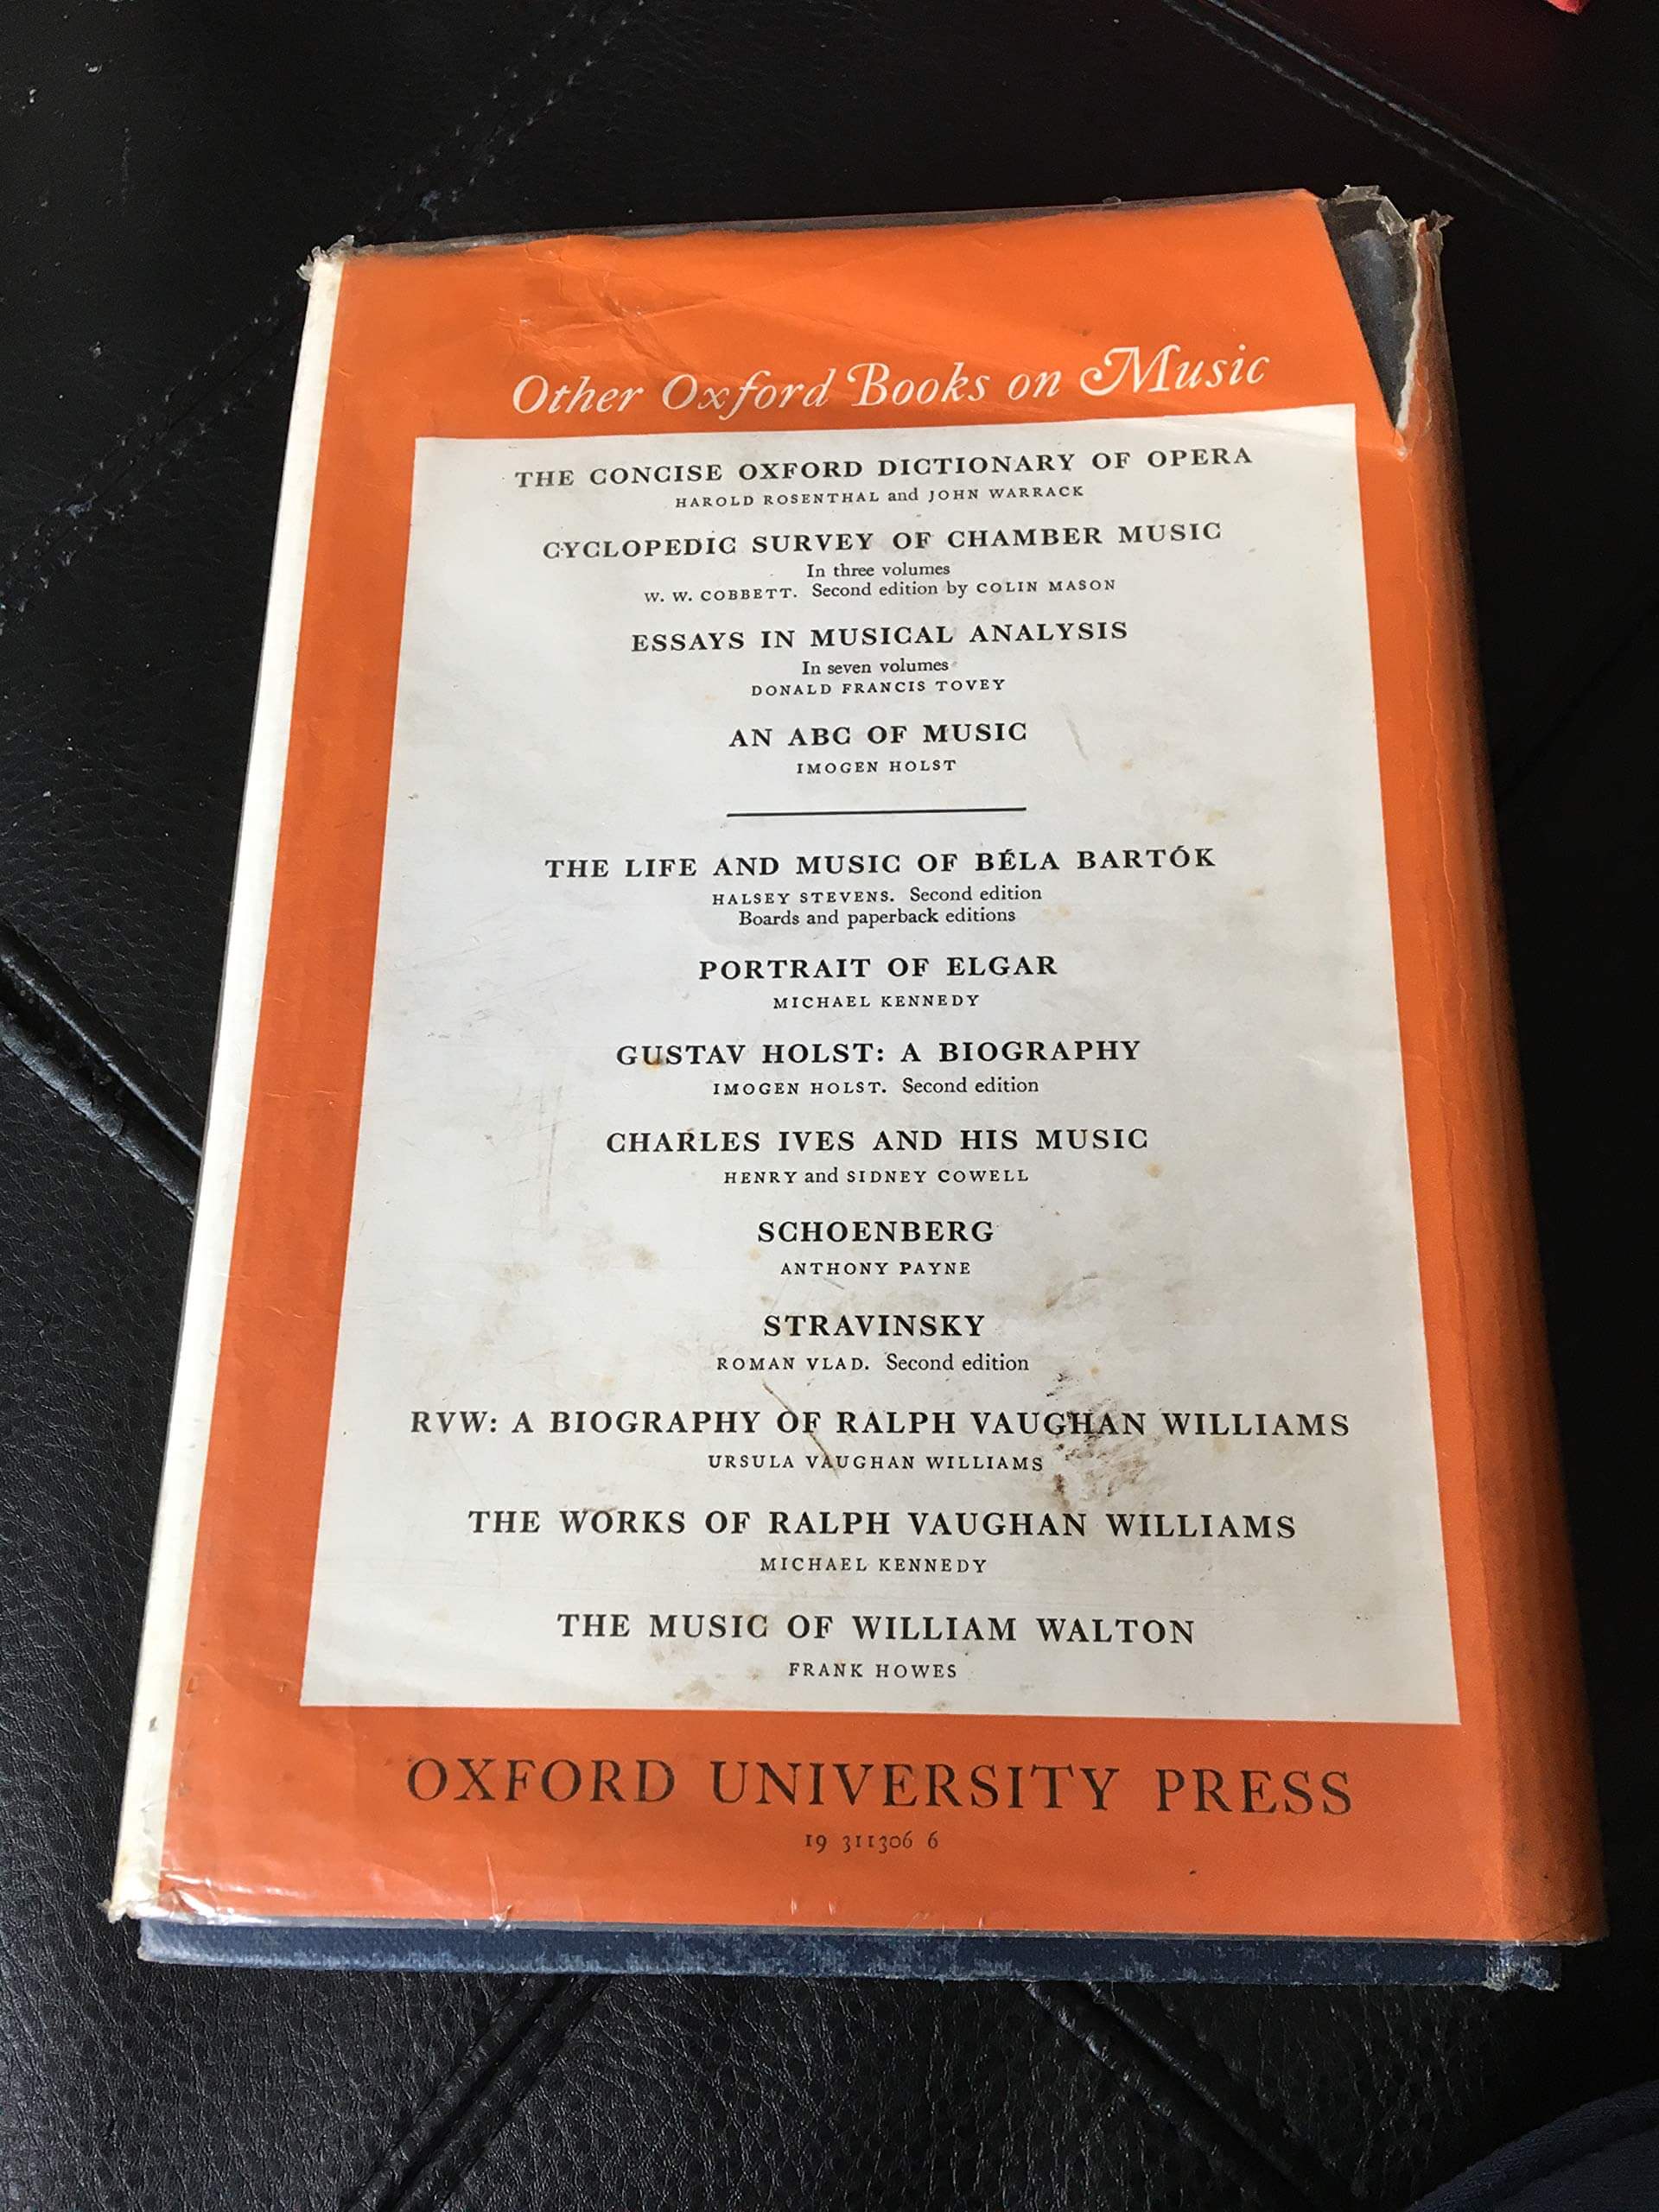 Other Oxford Books on Music
THE CONCISE OXFORD DICTIONARY OF OPERA
HAROLD ROSENTHAL and JOHN WARRACK
CYCLOPEDIC SURVEY OF CHAMBER MUSIC
In three volumes
W. W. COBBETT. Second edition by COLIN MASON
ESSAYS IN MUSICAL ANALYSIS
In seven volumes
DONALD FRANCIS TOVEY
AN ABC OF MUSIC
IMOGEN HOLST
THE LIFE AND MUSIC OF BÉLA BARTÓK
HALSEY STEVENS. Second edition
Boards and paperback editions
PORTRAIT OF ELGAR
MICHAEL KENNEDY
GUSTAV HOLST: A BIOGRAPHY
IMOGEN HOLST. Second edition
CHARLES IVES AND HIS MUSIC
HENRY and SIDNEY COWELL
SCHOENBERG
ANTHONY PAYNE
STRAVINSKY
ROMAN VLAD. Second edition
RVW: A BIOGRAPHY OF RALPH VAUGHAN WILLIAMS
URSULA VAUGHAN WILLIAMS
THE WORKS OF RALPH VAUGHAN WILLIAMS
MICHAEL KENNEDY
THE MUSIC OF WILLIAM WALTON
FRANK HOWES
OXFORD UNIVERSITY PRESS
19 311306 6